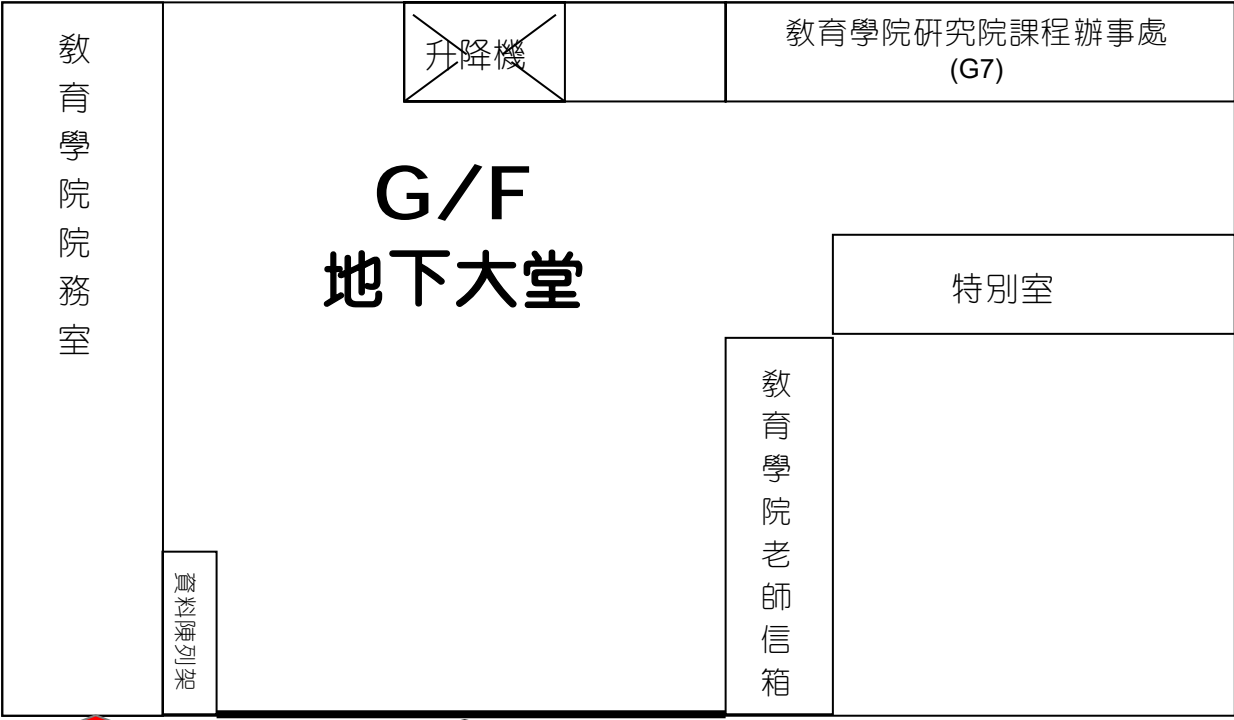 教育學院院務室
升降機
教育學院研究院課程辦事處
(G7)
G/F
地下大堂
特別室
教育學院老師信箱
資料陳列架